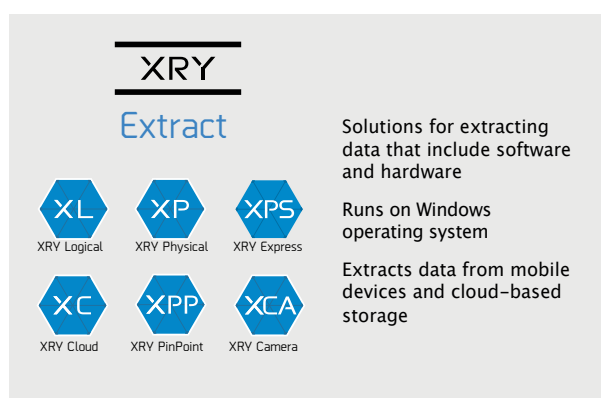 XRY
Extract
XL
XP
XPS
XRY Logical
XRY Physical
XRY Express
XC
XPP
XCA
XRY Cloud
XRY PinPoint
XRY Camera
Solutions for extracting
data that include software
and hardware
Runs on Windows
operating system
Extracts data from mobile
devices and cloud-based
storage